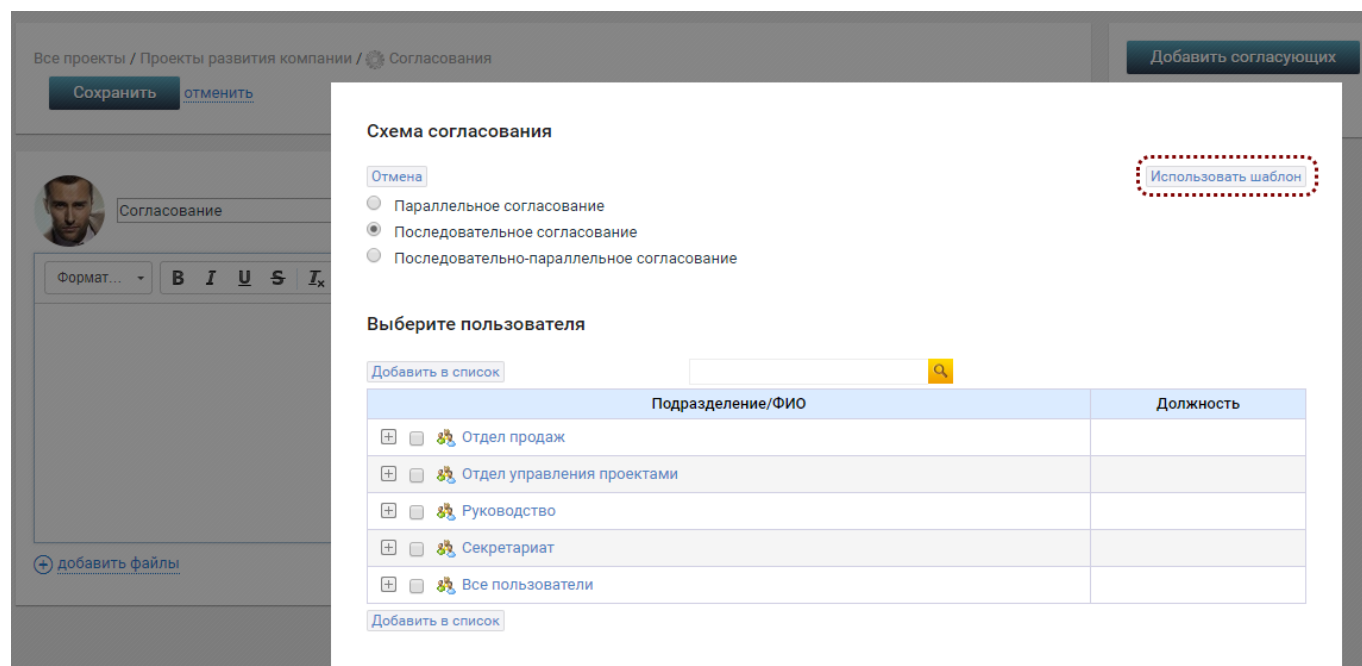 Все проекты / Проекты развития компании / Согласования
Добавить согласующих
Сохранить отменить
Схема согласования
Отмена
Использовать шаблон
Параллельное согласование
Последовательное согласование
Последовательно-параллельное согласование
Согласование
Формат... B I U S Tx
Выберите пользователя
Добавить в список
Подразделение/ФИО Должность
Отдел продаж
Отдел управления проектами
Руководство
Секретариат
Все пользователи
добавить файлы
Добавить в список